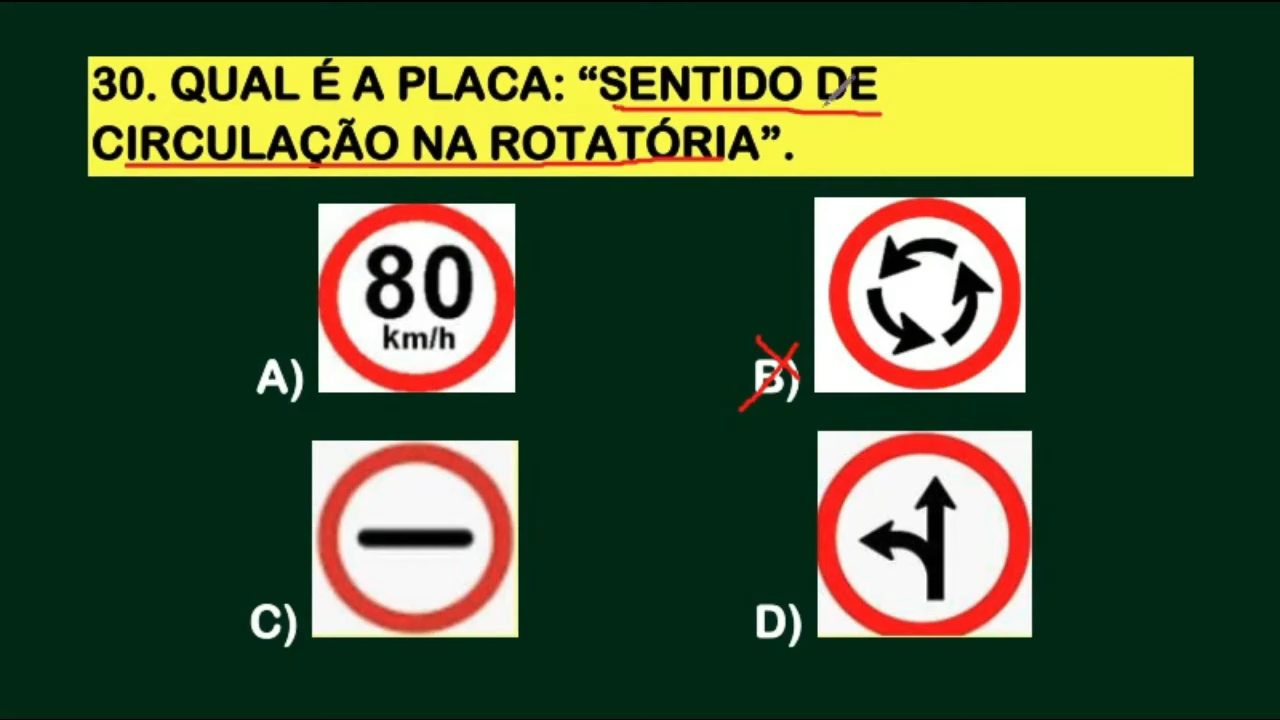 30. QUAL É A PLACA: “SENTIDO DE
CIRCULAÇÃO NA ROTATÓRIA”.
80
km/h
A)
B)
C)
D)